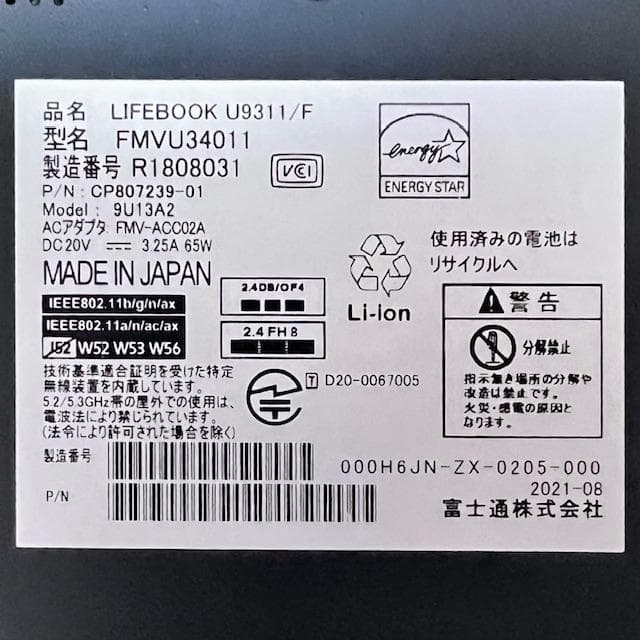 品名 LIFEBOOK U9311/F
型名 FMVU34011
製造番号 R1808031
VCCI
P/N: CP807239-01
Model: 9U13A2
ACアダプタ: FMV-ACC02A
DC20V 3.25A 65W
MADE IN JAPAN
energy
ENERGY STAR
使用済みの電池は
リサイクルへ
Li-ion
IEEE802.11b/g/n/ax
IEEE802.11a/n/ac/ax
J52 W52 W53 W56
2.4DS/OF4
2.4FH8
警告
分解禁止
指示無き場所の分解や
改造は禁止です。
火災・感電の原因と
なります。
技術基準適合証明を受けた特定
無線装置を内蔵しています。
5.2/5.3GHz帯の屋外での使用は、
電波法により禁じられています。
(法令により許可された場合を除く)
T D20-0067005
製造番号
000H6JN-ZX-0205-000
P/N
2021-08
富士通株式会社